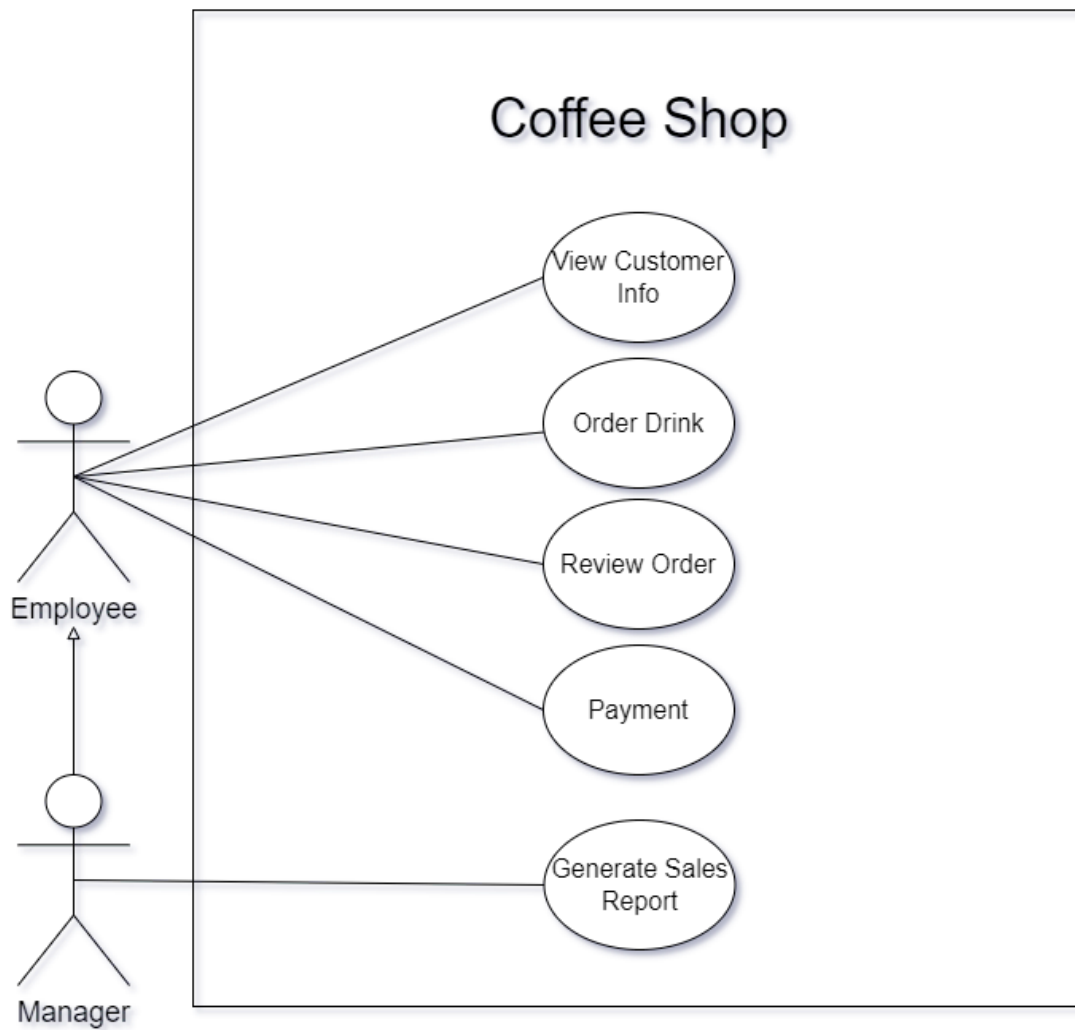 Coffee Shop
View Customer
Info
Order Drink
Review Order
Employee
Payment
Generate Sales
Report
Manager